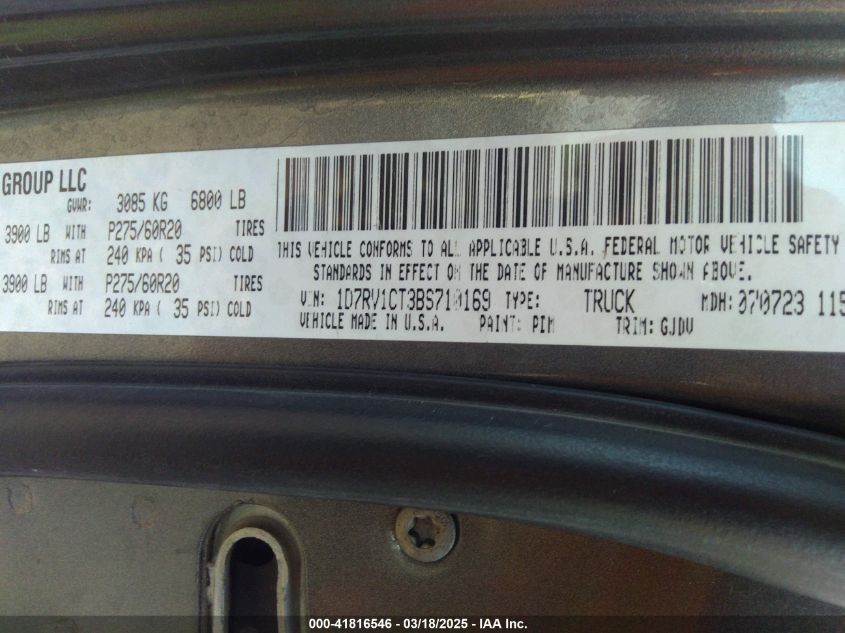 GROUP LLC
GVWR: 3085 KG 6800 LB
3900 LB WITH P275/60R20 TIRES
RIMS AT 240 KPA ( 35 PSI) COLD
3900 LB WITH P275/60R20 TIRES
RIMS AT 240 KPA ( 35 PSI) COLD
THIS VEHICLE CONFORMS TO ALL APPLICABLE U.S.A. FEDERAL MOTOR VEHICLE SAFETY
STANDARDS IN EFFECT ON THE DATE OF MANUFACTURE SHOWN ABOVE.
VIN: 1D7RV1CT3BS710169 TYPE: TRUCK MDH: 070723 115
VEHICLE MADE IN U.S.A. PAINT: PIM TRIM: GJDV
000-41816546 - 03/18/2025 - IAA Inc.